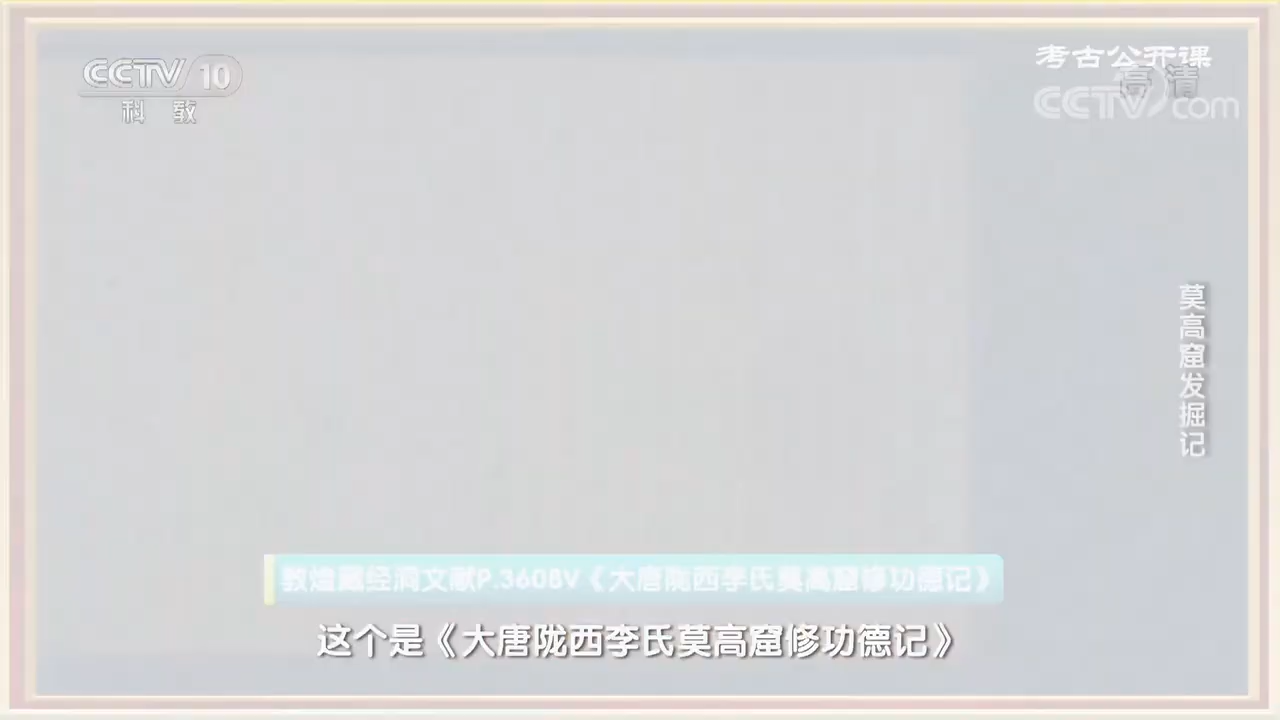 CCTV 10
科教
考古公开课
高清
CCTV.com
莫高窟发掘记
敦煌藏经洞文献P.3608V《大唐陇西李氏莫高窟修功德记》
这个是《大唐陇西李氏莫高窟修功德记》